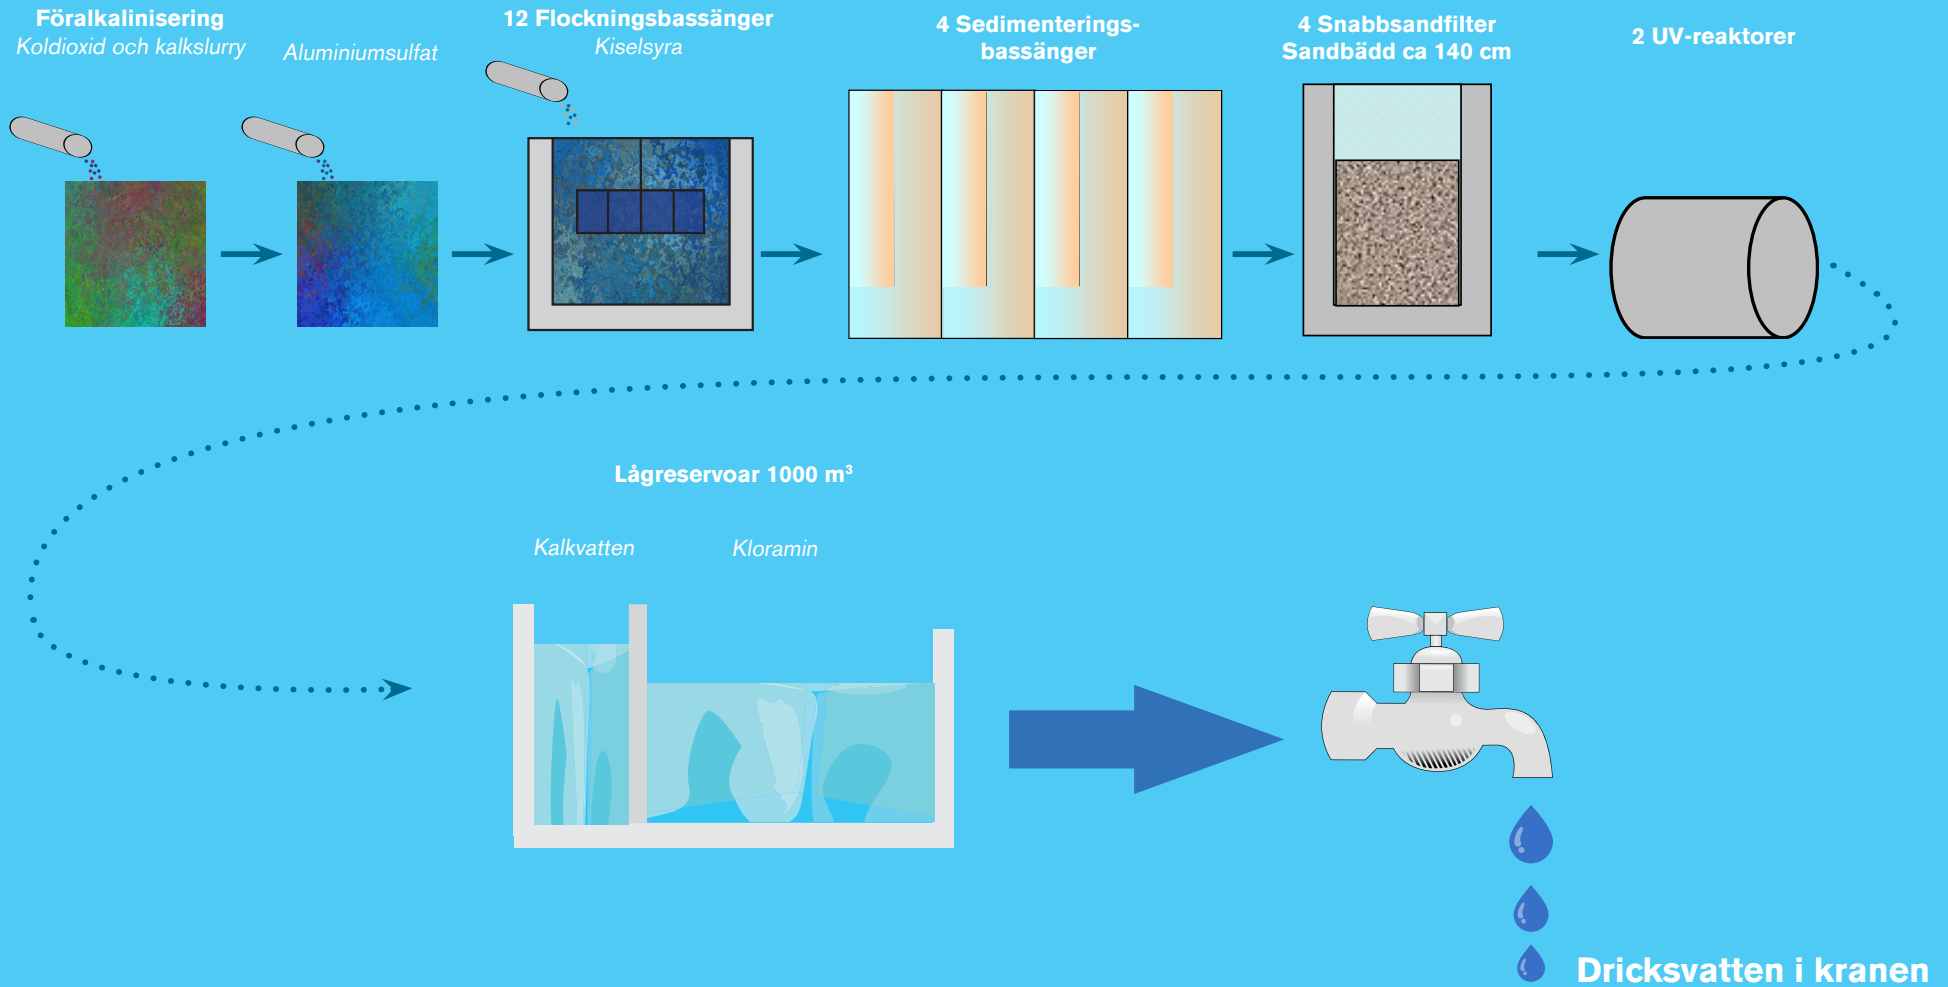 Föralkalinisering
Koldioxid och kalkslurry
Aluminiumsulfat
12 Flockningsbassänger
Kiselsyra
4 Sedimenterings-
bassänger
4 Snabbsandfilter
Sandbädd ca 140 cm
2 UV-reaktorer
Lågreservoar 1000 m³
Kalkvatten
Kloramin
Dricksvatten i kranen